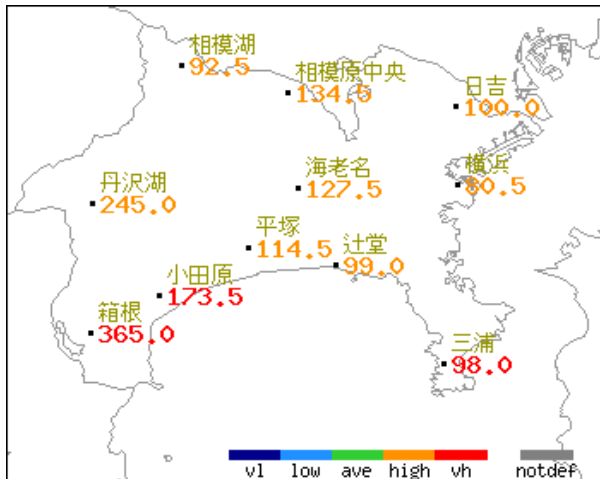 相模湖
92.5
相模原中央
134.5
日吉
100.0
海老名
127.5
横浜
80.5
丹沢湖
245.0
平塚
114.5
辻堂
99.0
小田原
173.5
箱根
365.0
三浦
98.0
vl low ave high vh notdef